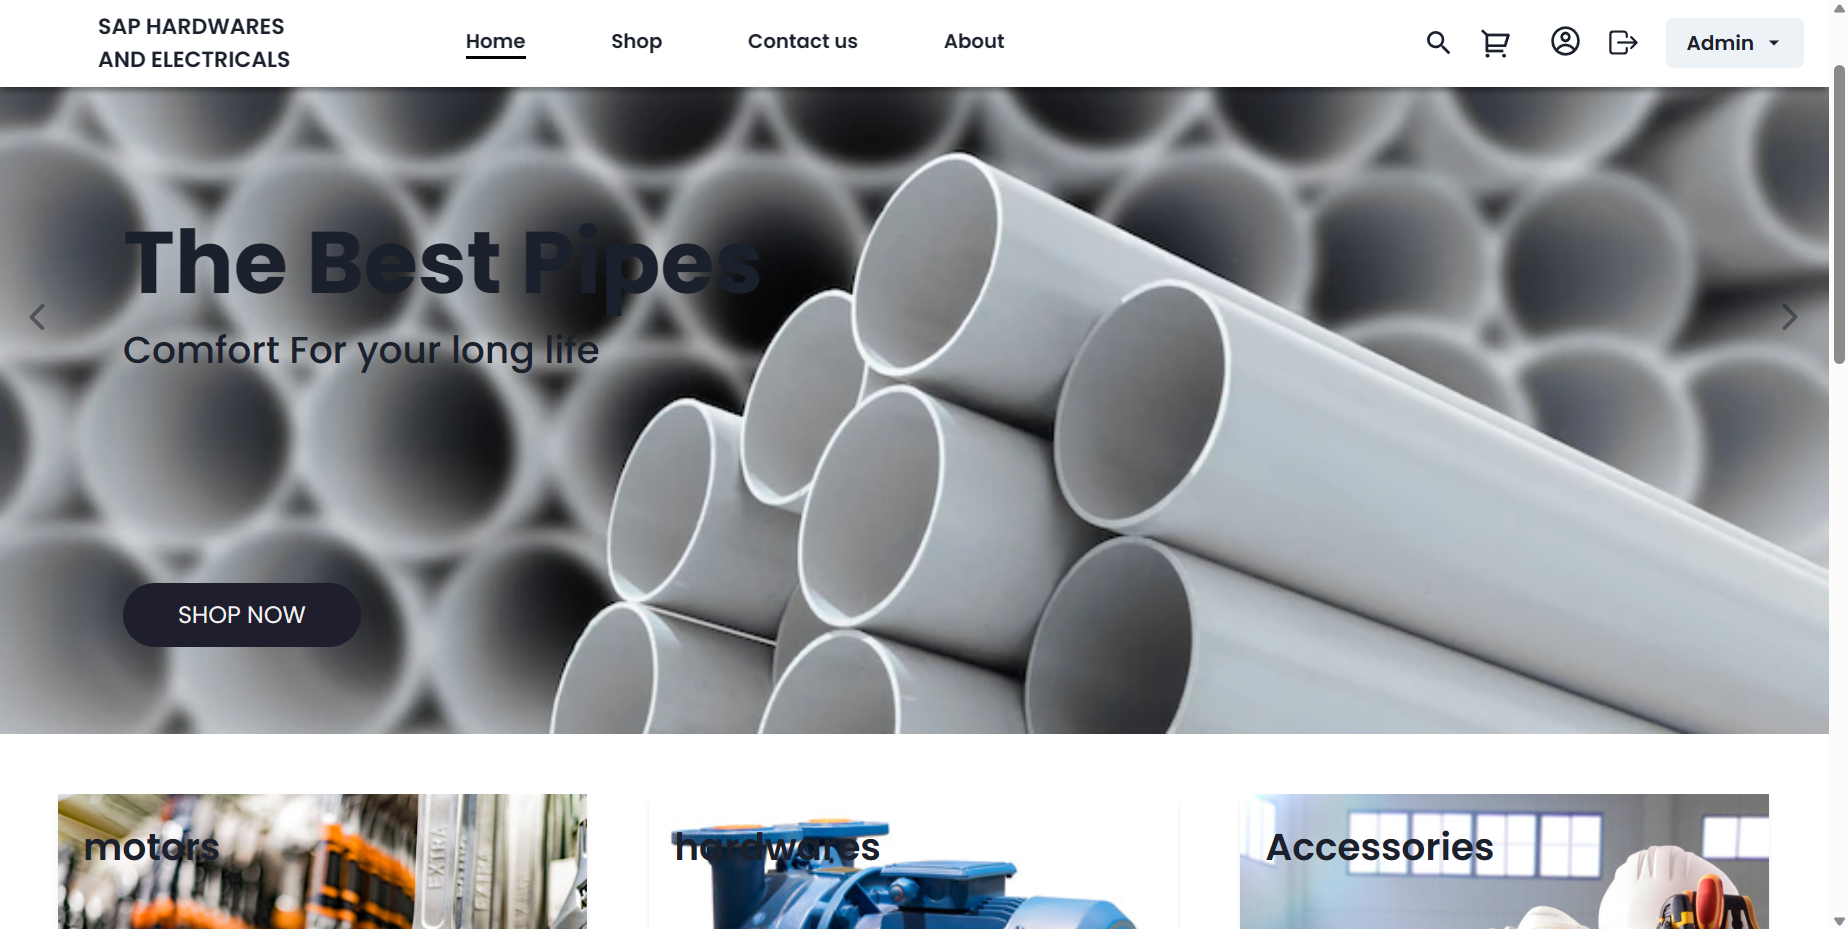 SAP HARDWARES
AND ELECTRICALS
Home
Shop
Contact us
About
Admin
The Best Pipes
Comfort For your long life
SHOP NOW
motors
EXTRA
hardwares
Accessories